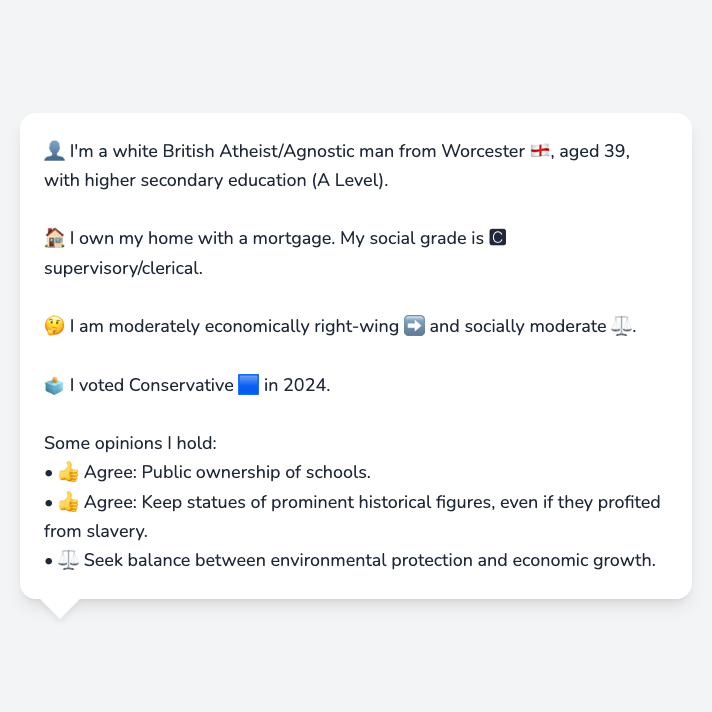 👤 I'm a white British Atheist/Agnostic man from Worcester 🏴󠁧󠁢󠁥󠁮󠁧󠁿, aged 39,
with higher secondary education (A Level).
🏠 I own my home with a mortgage. My social grade is 🅲
supervisory/clerical.
🤔 I am moderately economically right-wing ➡️ and socially moderate ⚖️.
🗳️ I voted Conservative 🟦 in 2024.
Some opinions I hold:
• 👍 Agree: Public ownership of schools.
• 👍 Agree: Keep statues of prominent historical figures, even if they profited
from slavery.
• ⚖️ Seek balance between environmental protection and economic growth.